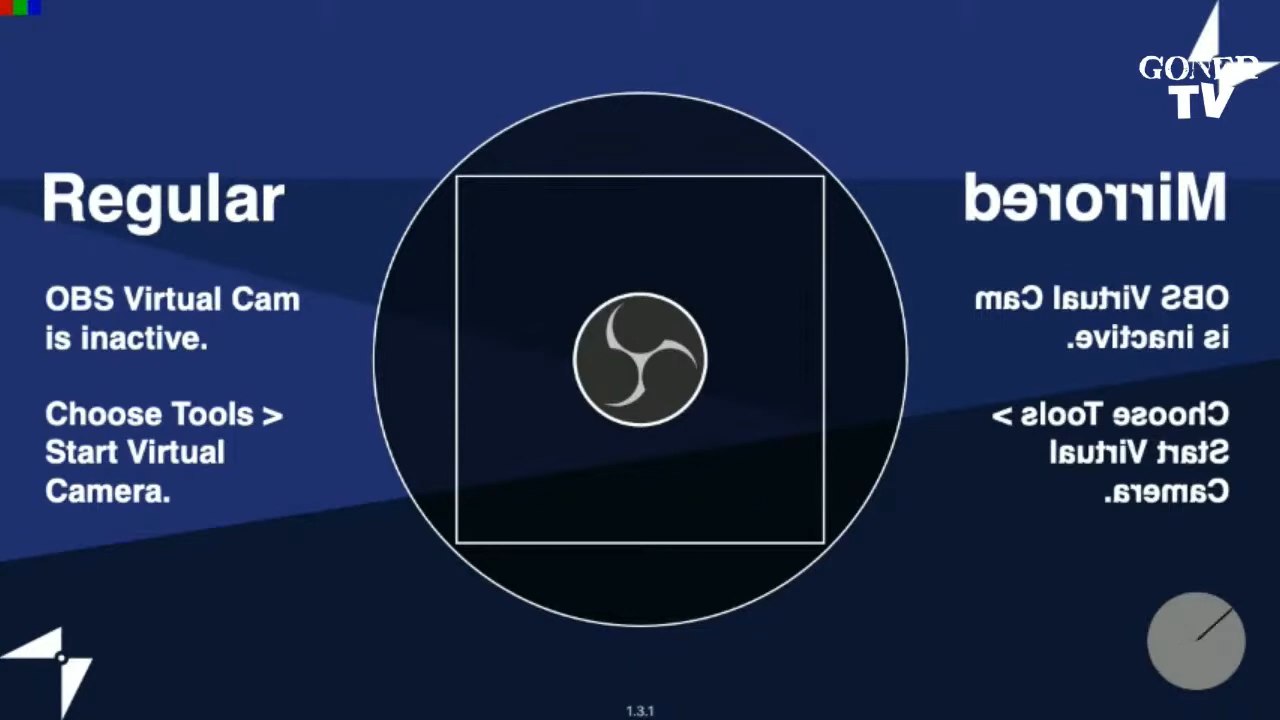 GONER
TV
Regular
Mirrored
OBS Virtual Cam
is inactive.
OBS Virtual Cam
is inactive.
Choose Tools >
Start Virtual
Camera.
Choose Tools >
Start Virtual
Camera.
1.3.1